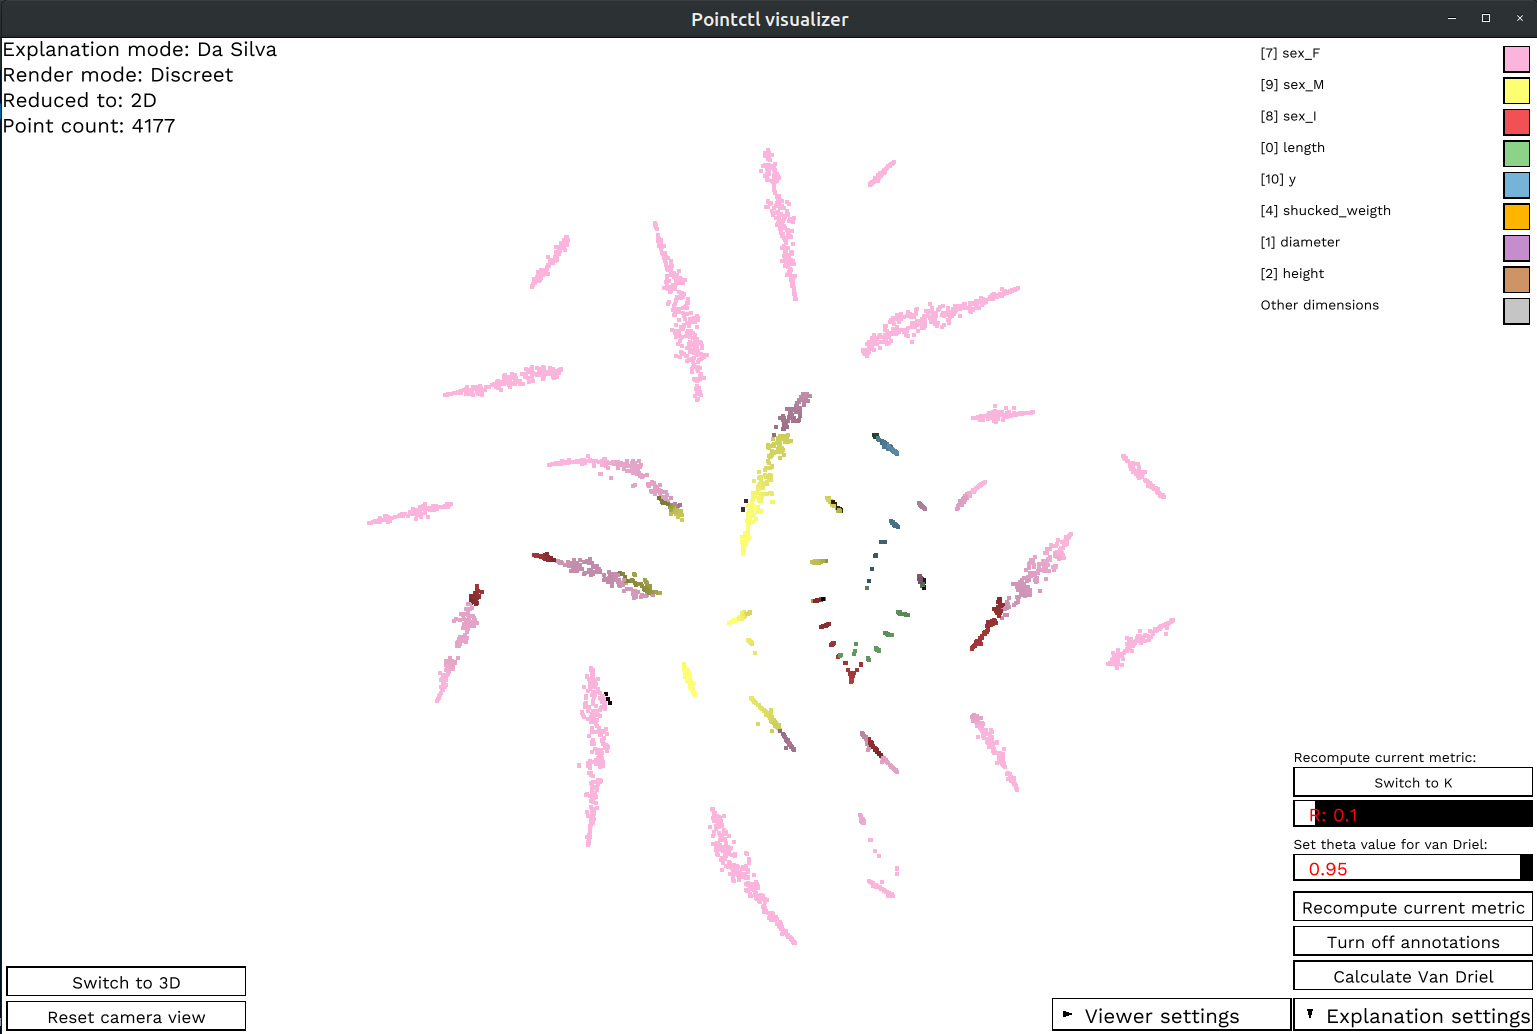 Pointctl visualizer
Explanation mode: Da Silva
Render mode: Discreet
Reduced to: 2D
Point count: 4177
[7] sex_F
[9] sex_M
[8] sex_I
[0] length
[10] y
[4] shucked_weigth
[1] diameter
[2] height
Other dimensions
Recompute current metric:
Switch to K
R: 0.1
Set theta value for van Driel:
0.95
Recompute current metric
Turn off annotations
Calculate Van Driel
Switch to 3D
Reset camera view
Viewer settings
Explanation settings